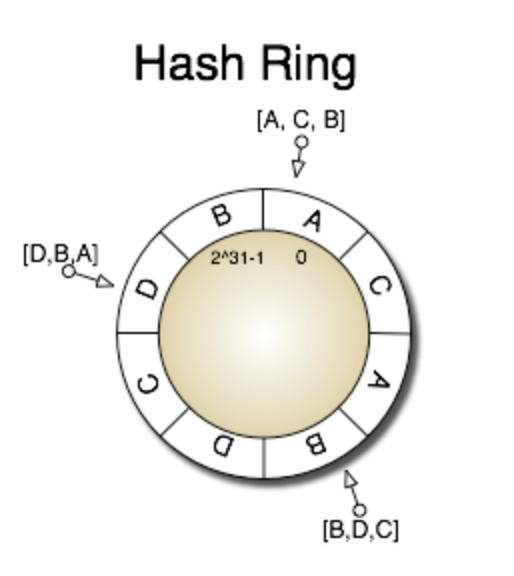 Hash Ring
[A, C, B]
B
A
[D,B,A]
2^31-1
0
D
C
C
A
D
B
[B,D,C]